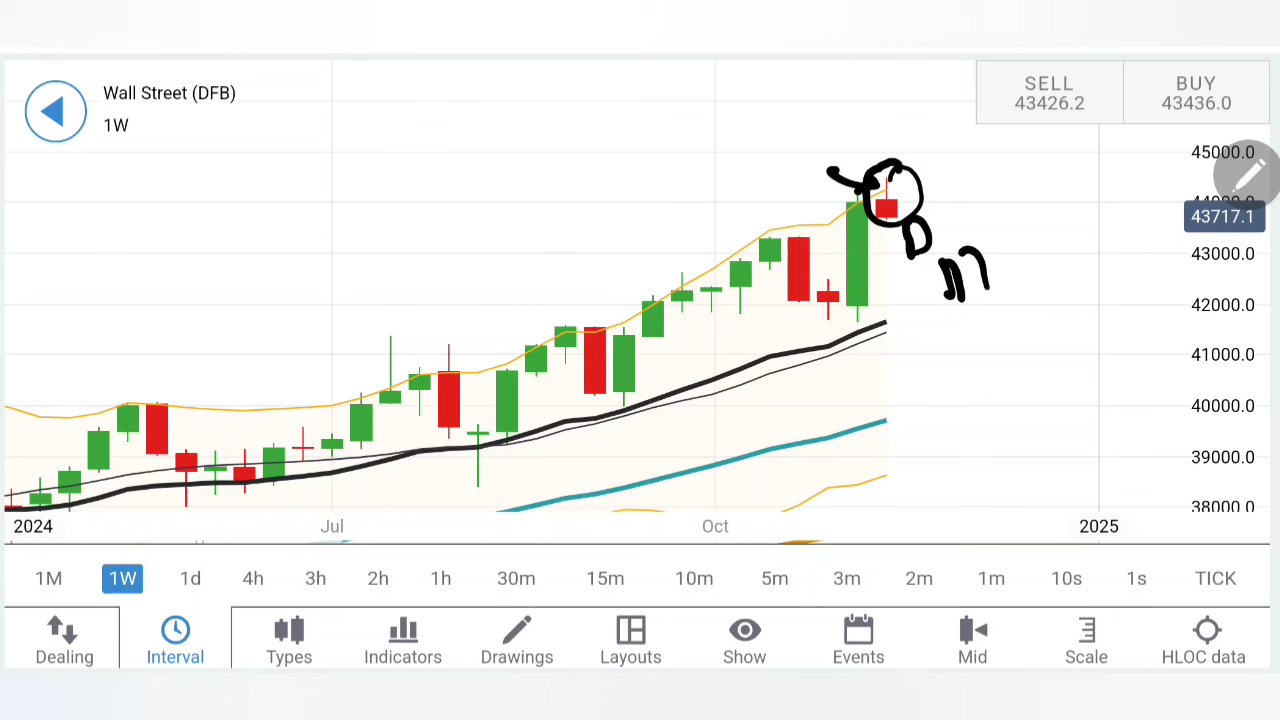 Wall Street (DFB)
1W
SELL BUY
43426.2 43436.0
45000.0
44000.0
43717.1
43000.0
42000.0
41000.0
40000.0
39000.0
38000.0
2024 Jul Oct 2025
1M 1W 1d 4h 3h 2h 1h 30m 15m 10m 5m 3m 2m 1m 10s 1s TICK
Dealing Interval Types Indicators Drawings Layouts Show Events Mid Scale HLOC data